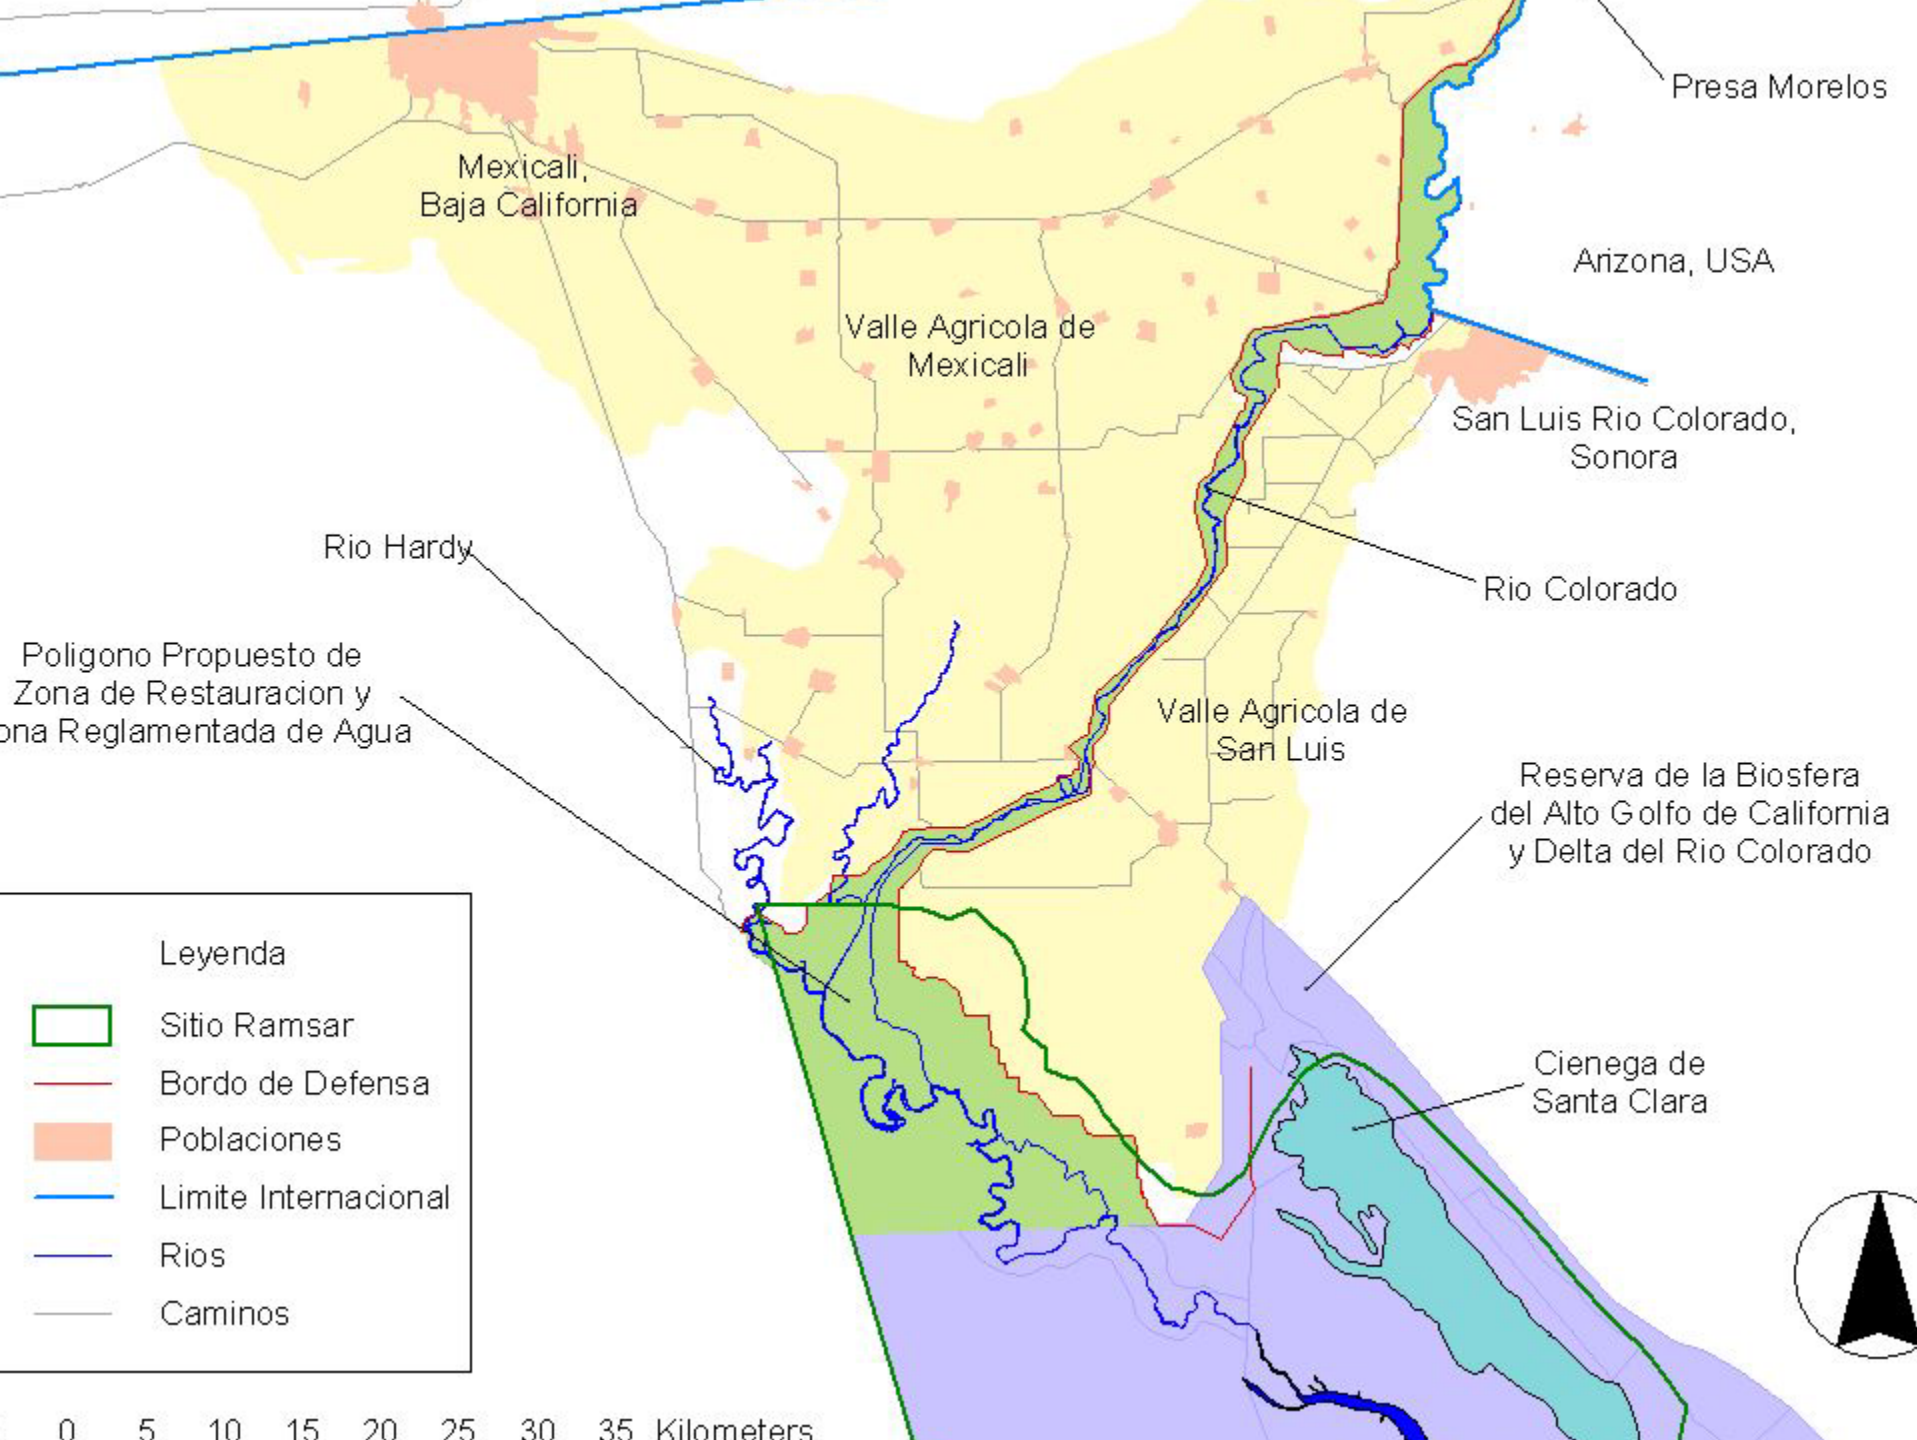 Presa Morelos
Mexicali,
Baja California
Arizona, USA
Valle Agricola de
Mexicali
San Luis Rio Colorado,
Sonora
Rio Hardy
Rio Colorado
Poligono Propuesto de
Zona de Restauracion y
ona Reglamentada de Agua
Valle Agricola de
San Luis
Reserva de la Biosfera
del Alto Golfo de California
y Delta del Rio Colorado
Cienega de
Santa Clara
Leyenda
Sitio Ramsar
Bordo de Defensa
Poblaciones
Limite Internacional
Rios
Caminos
0 5 10 15 20 25 30 35 Kilometers